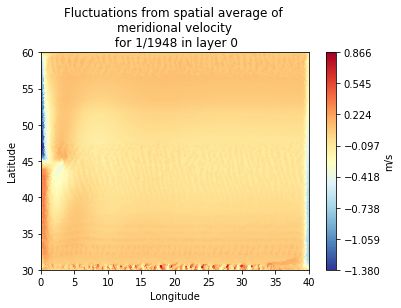 Fluctuations from spatial average of
meridional velocity
for 1/1948 in layer 0
60
55
50
45
40
35
30
Latitude
0 5 10 15 20 25 30 35 40
Longitude
0.866
0.545
0.224
−0.097
−0.418
−0.738
−1.059
−1.380
m/s